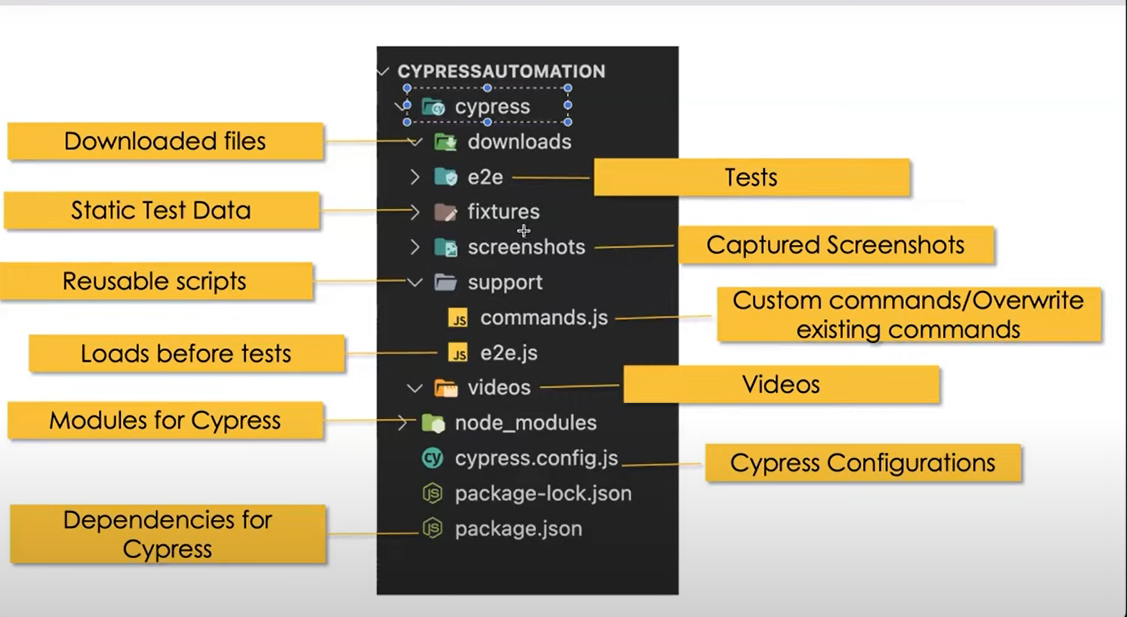 CYPRESSAUTOMATION
cypress
Downloaded files
downloads
e2e
Tests
Static Test Data
fixtures
screenshots
Captured Screenshots
Reusable scripts
support
commands.js
Custom commands/Overwrite
existing commands
Loads before tests
e2e.js
videos
Videos
Modules for Cypress
node_modules
cypress.config.js
Cypress Configurations
package-lock.json
Dependencies for
Cypress
package.json